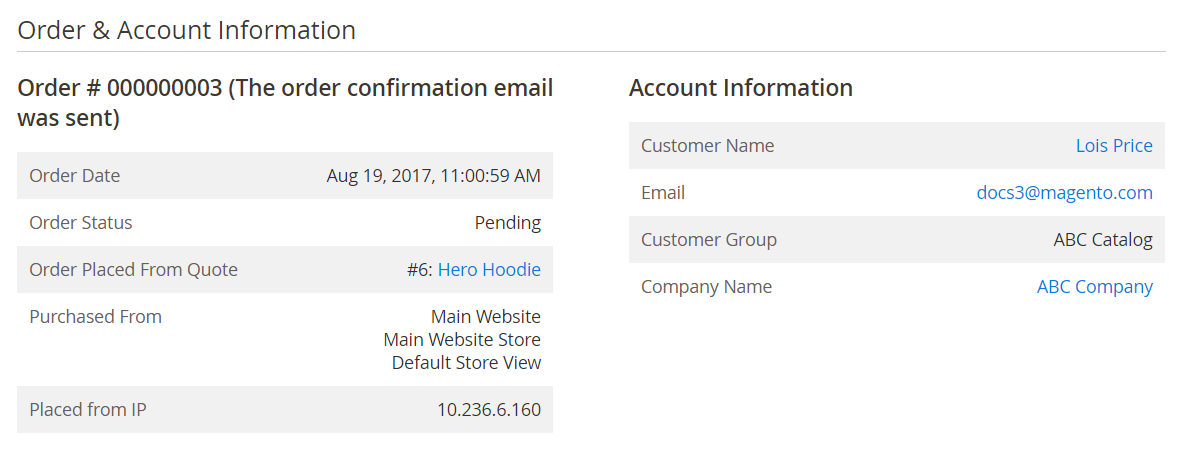 Order & Account Information
Order # 000000003 (The order confirmation email
was sent)
Order Date Aug 19, 2017, 11:00:59 AM
Order Status Pending
Order Placed From Quote #6: Hero Hoodie
Purchased From Main Website
Main Website Store
Default Store View
Placed from IP 10.236.6.160
Account Information
Customer Name Lois Price
Email docs3@magento.com
Customer Group ABC Catalog
Company Name ABC Company